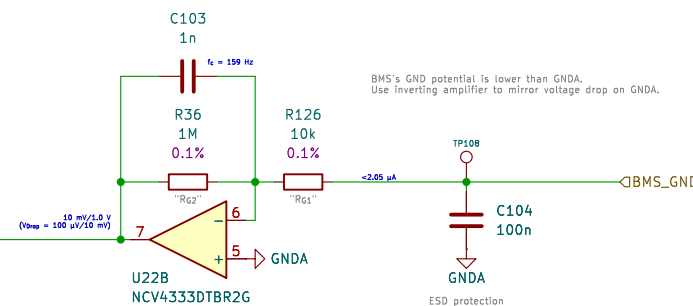 C103
1n
fc = 159 Hz
BMS's GND potential is lower than GNDA.
Use inverting amplifier to mirror voltage drop on GNDA.
R36
1M
0.1%
R126
10k
0.1%
TP108
<2.05 µA
BMS_GND
"RG2"
"RG1"
10 mV/1.0 V
(VDrop = 100 µV/10 mV)
7
6
5
-
+
GNDA
C104
100n
GNDA
U22B
NCV4333DTBR2G
ESD protection